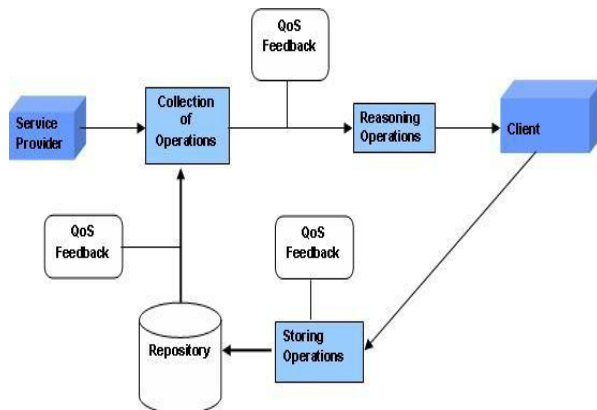 QoS
Feedback
Service
Provider
Collection
of
Operations
Reasoning
Operations
Client
QoS
Feedback
QoS
Feedback
Repository
Storing
Operations